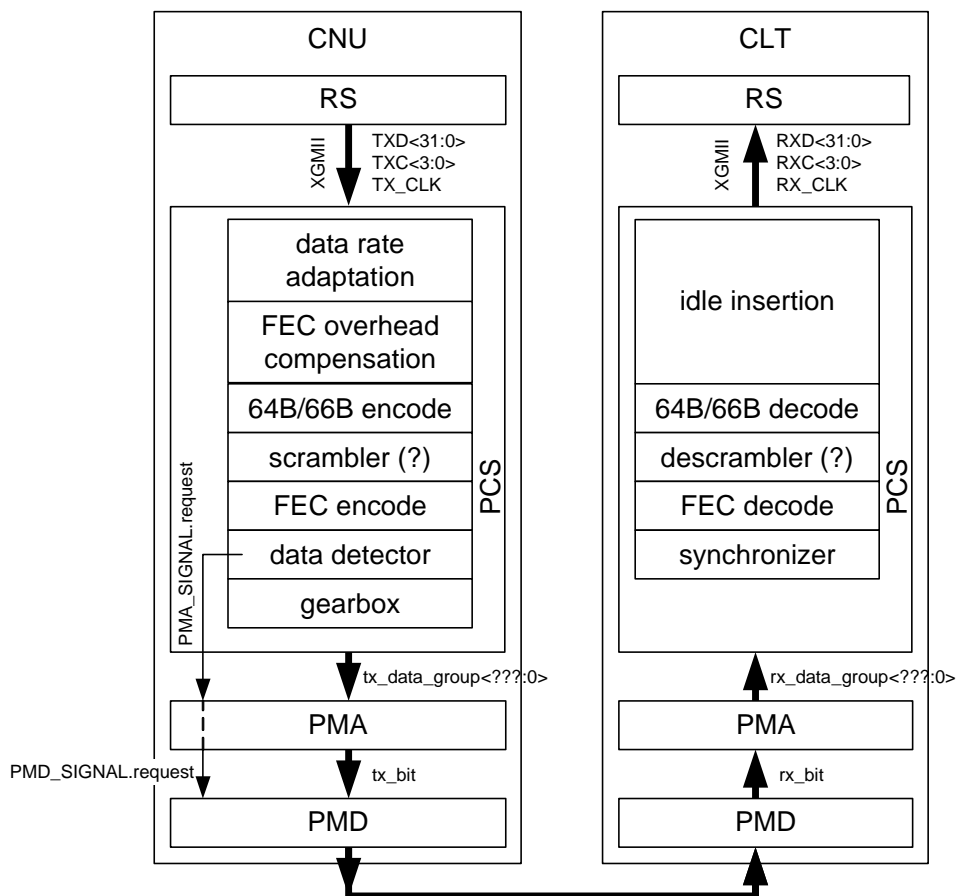 CNU
RS
XGMII
TXD<31:0>
TXC<3:0>
TX_CLK
data rate
adaptation
FEC overhead
compensation
64B/66B encode
scrambler (?)
FEC encode
data detector
gearbox
PCS
PMA_SIGNAL.request
tx_data_group<???:0>
PMA
PMD_SIGNAL.request
tx_bit
PMD
CLT
RS
XGMII
RXD<31:0>
RXC<3:0>
RX_CLK
idle insertion
64B/66B decode
descrambler (?)
FEC decode
synchronizer
PCS
rx_data_group<???:0>
PMA
rx_bit
PMD